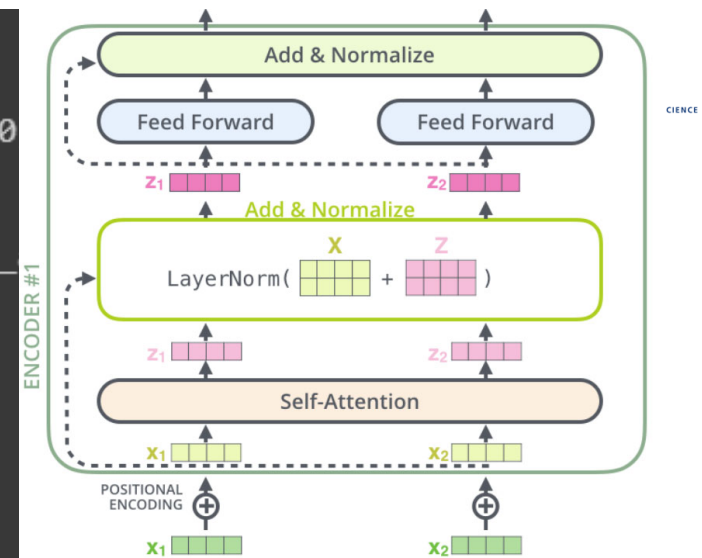 Add & Normalize
Feed Forward Feed Forward
CIENCE
0
z1 z2
Add & Normalize
X Z
LayerNorm( + )
ENCODER #1
z1 z2
Self-Attention
x1 x2
POSITIONAL
ENCODING
x1 x2